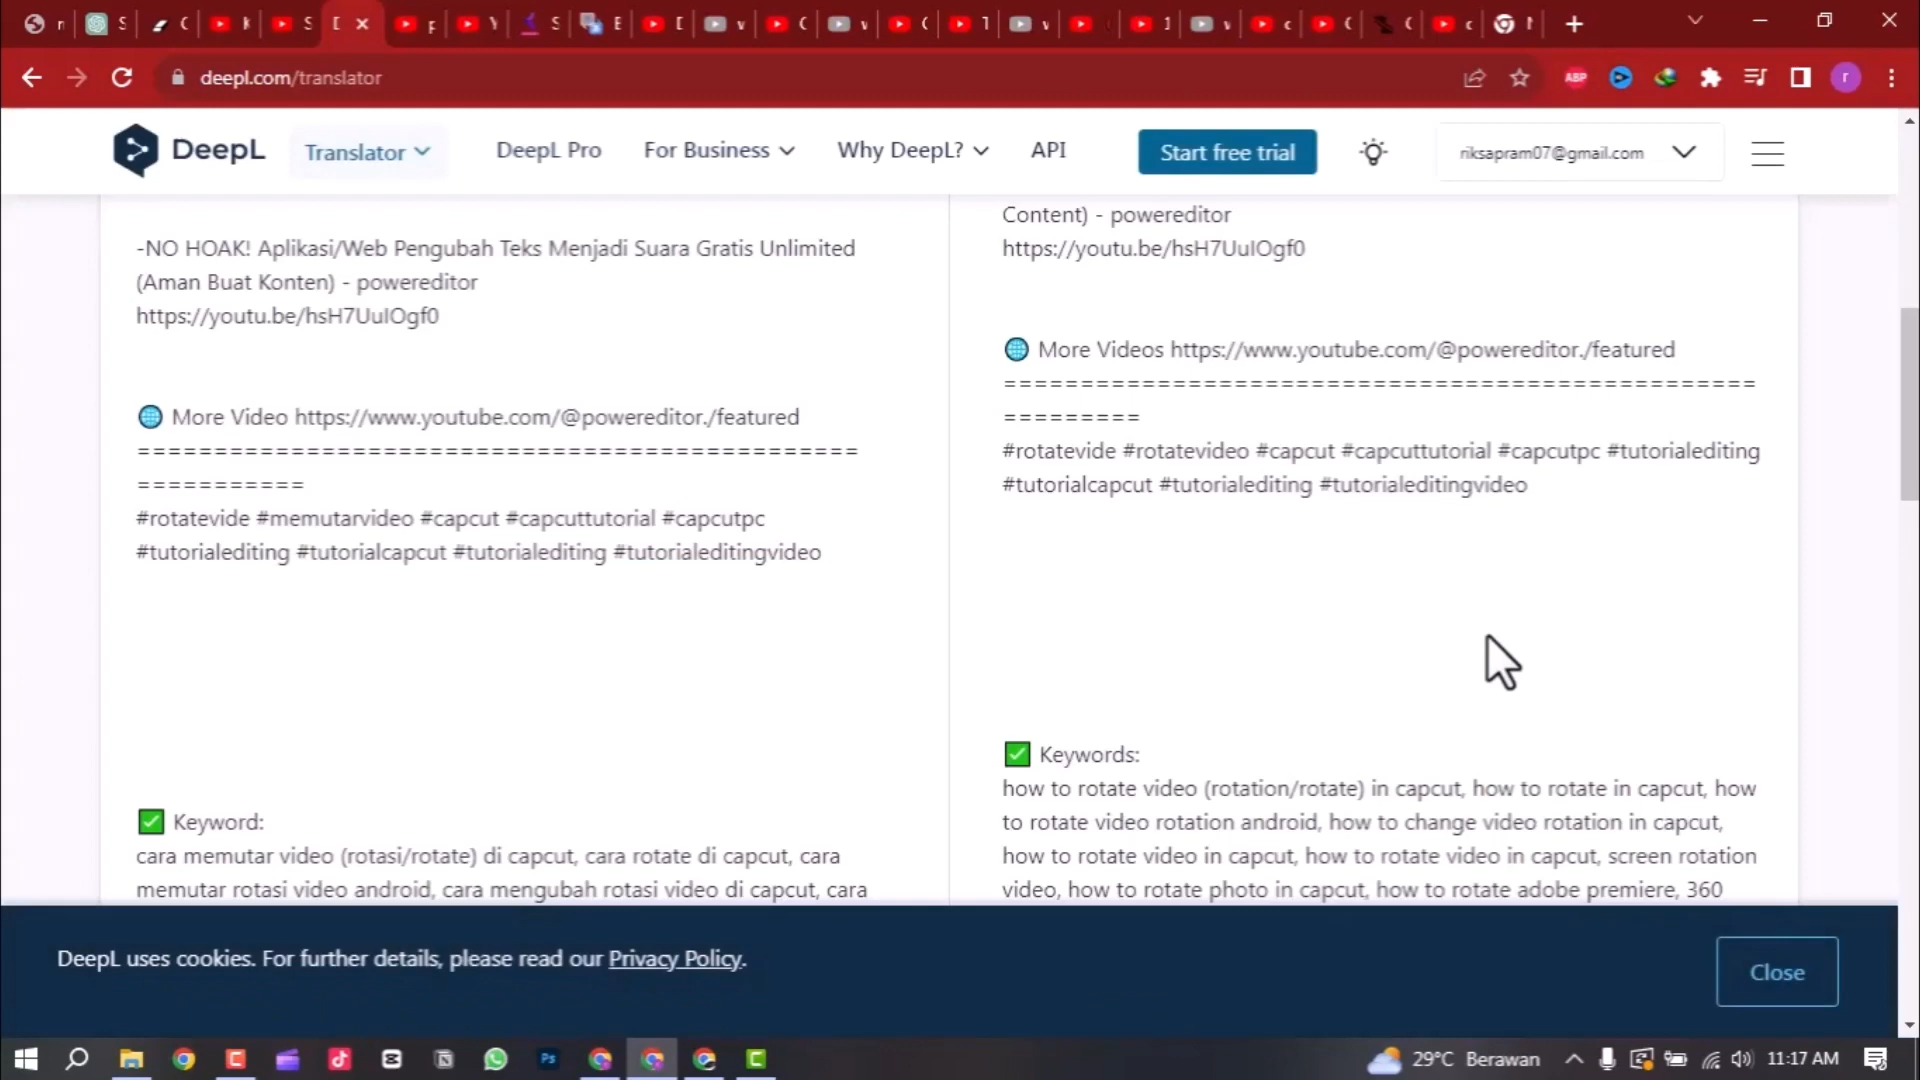 deepl.com/translator
ABP
r
DeepL
Translator
DeepL Pro
For Business
Why DeepL?
API
Start free trial
riksapram07@gmail.com
-NO HOAK! Aplikasi/Web Pengubah Teks Menjadi Suara Gratis Unlimited
(Aman Buat Konten) - powereditor
https://youtu.be/hsH7UuIOgf0
More Video https://www.youtube.com/@powereditor./featured
===============================================
===========
#rotatevide #memutarvideo #capcut #capcuttutorial #capcutpc
#tutorialediting #tutorialcapcut #tutorialediting #tutorialeditingvideo
Keyword:
cara memutar video (rotasi/rotate) di capcut, cara rotate di capcut, cara
memutar rotasi video android, cara mengubah rotasi video di capcut, cara
Content) - powereditor
https://youtu.be/hsH7UuIOgf0
More Videos https://www.youtube.com/@powereditor./featured
=================================================
=========
#rotatevide #rotatevideo #capcut #capcuttutorial #capcutpc #tutorialediting
#tutorialcapcut #tutorialediting #tutorialeditingvideo
Keywords:
how to rotate video (rotation/rotate) in capcut, how to rotate in capcut, how
to rotate video rotation android, how to change video rotation in capcut,
how to rotate video in capcut, how to rotate video in capcut, screen rotation
video, how to rotate photo in capcut, how to rotate adobe premiere, 360
DeepL uses cookies. For further details, please read our Privacy Policy.
Close
Ps
29°C Berawan
11:17 AM